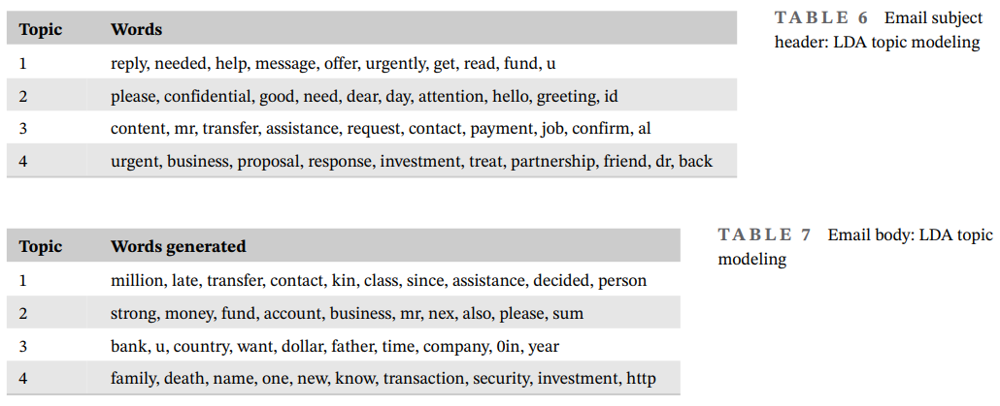 TABLE 6 Email subject
header: LDA topic modeling
Topic Words
1 reply, needed, help, message, offer, urgently, get, read, fund, u
2 please, confidential, good, need, dear, day, attention, hello, greeting, id
3 content, mr, transfer, assistance, request, contact, payment, job, confirm, al
4 urgent, business, proposal, response, investment, treat, partnership, friend, dr, back
TABLE 7 Email body: LDA topic
modeling
Topic Words generated
1 million, late, transfer, contact, kin, class, since, assistance, decided, person
2 strong, money, fund, account, business, mr, nex, also, please, sum
3 bank, u, country, want, dollar, father, time, company, 0in, year
4 family, death, name, one, new, know, transaction, security, investment, http